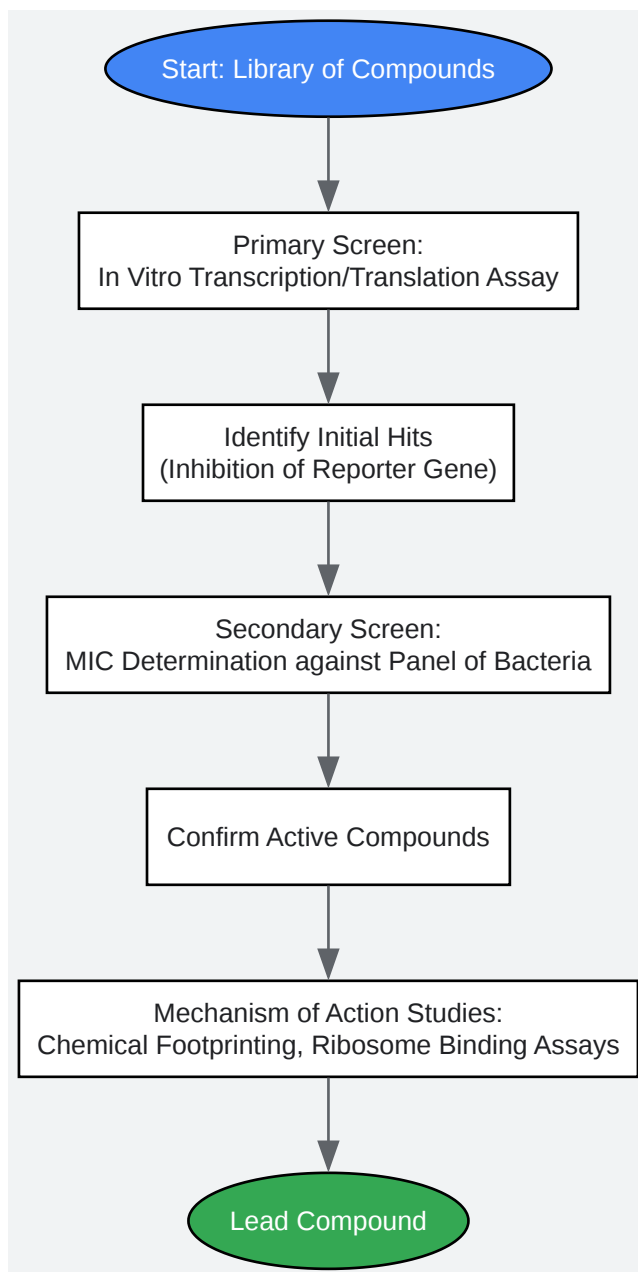 Start: Library of Compounds
Primary Screen:
In Vitro Transcription/Translation Assay
Identify Initial Hits
(Inhibition of Reporter Gene)
Secondary Screen:
MIC Determination against Panel of Bacteria
Confirm Active Compounds
Mechanism of Action Studies:
Chemical Footprinting, Ribosome Binding Assays
Lead Compound